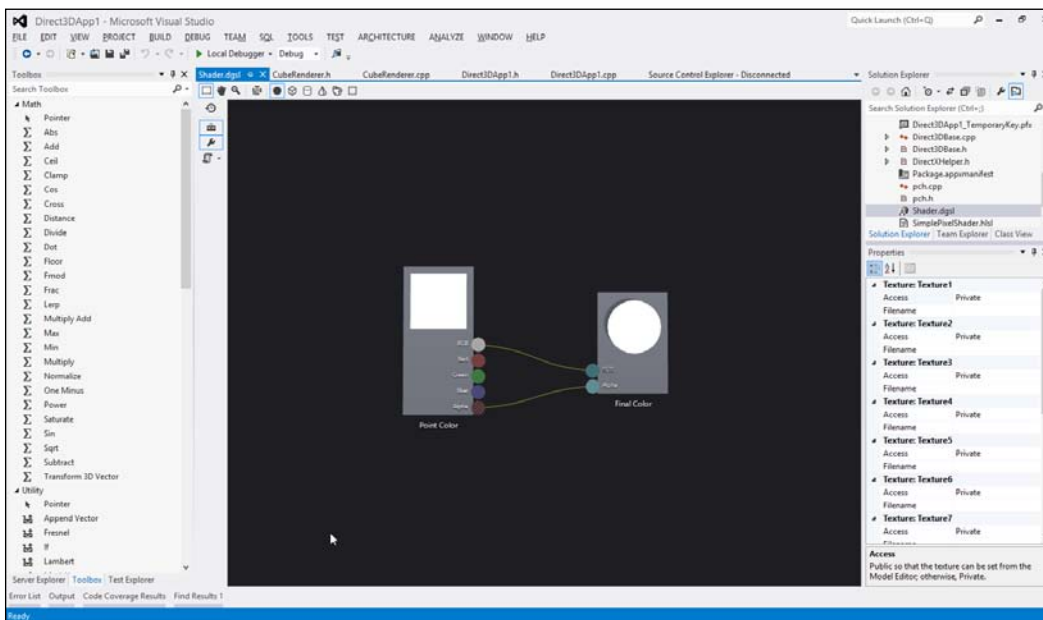 Direct3DApp1 - Microsoft Visual Studio
Quick Launch (Ctrl+Q)
FILE EDIT VIEW PROJECT BUILD DEBUG TEAM SQL TOOLS TEST ARCHITECTURE ANALYZE WINDOW HELP
Local Debugger Debug
Toolbox
Search Toolbox
Math
Pointer
Abs
Add
Ceil
Clamp
Cos
Cross
Distance
Divide
Dot
Floor
Fmod
Frac
Lerp
Multiply Add
Max
Min
Multiply
Normalize
One Minus
Power
Saturate
Sin
Sqrt
Subtract
Transform 3D Vector
Utility
Pointer
Append Vector
Fresnel
If
Lambert
Server Explorer Toolbox Test Explorer
Shader.dgsl CubeRenderer.h CubeRenderer.cpp Direct3DApp1.h Direct3DApp1.cpp Source Control Explorer - Disconnected
RGB
Red
Green
Blue
Alpha
Point Color
RGB
Alpha
Final Color
Solution Explorer
Search Solution Explorer (Ctrl+;)
Direct3DApp1_TemporaryKey.pfx
Direct3DBase.cpp
Direct3DBase.h
DirectXHelper.h
Package.appxmanifest
pch.cpp
pch.h
Shader.dgsl
SimplePixelShader.hlsl
Solution Explorer Team Explorer Class View
Properties
Texture: Texture1
Access Private
Filename
Texture: Texture2
Access Private
Filename
Texture: Texture3
Access Private
Filename
Texture: Texture4
Access Private
Filename
Texture: Texture5
Access Private
Filename
Texture: Texture6
Access Private
Filename
Texture: Texture7
Access Private
Access
Public so that the texture can be set from the
Model Editor; otherwise, Private.
Error List Output Code Coverage Results Find Results 1
Ready